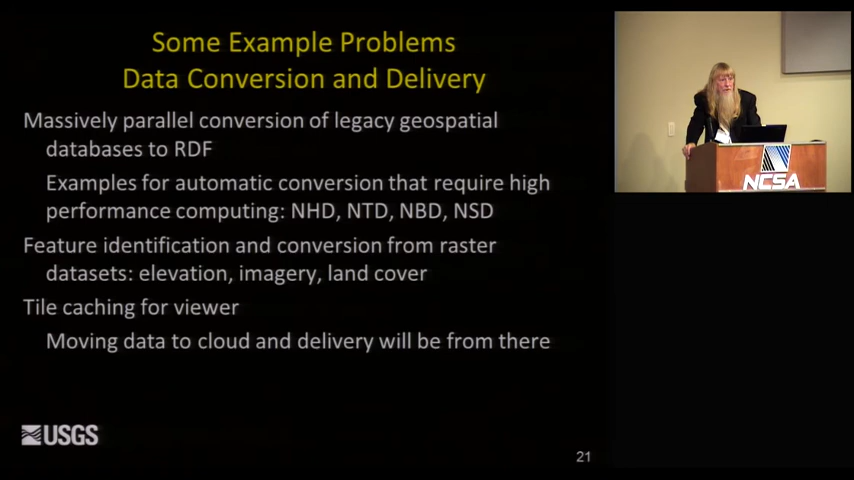 Some Example Problems
Data Conversion and Delivery
Massively parallel conversion of legacy geospatial
databases to RDF
Examples for automatic conversion that require high
performance computing: NHD, NTD, NBD, NSD
Feature identification and conversion from raster
datasets: elevation, imagery, land cover
Tile caching for viewer
Moving data to cloud and delivery will be from there
USGS
21
NCSA